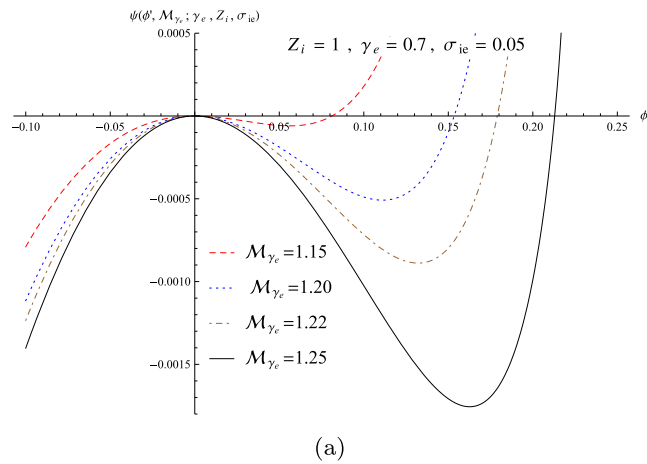 ψ(φ, ℳγₑ; γₑ, Zᵢ, σᵢₑ)
0.0005
Zᵢ = 1 , γₑ = 0.7 , σᵢₑ = 0.05
φ
−0.10 −0.05 0.05 0.10 0.15 0.20 0.25
−0.0005
ℳγₑ =1.15
−0.0010
ℳγₑ =1.20
ℳγₑ =1.22
−0.0015
ℳγₑ =1.25
(a)